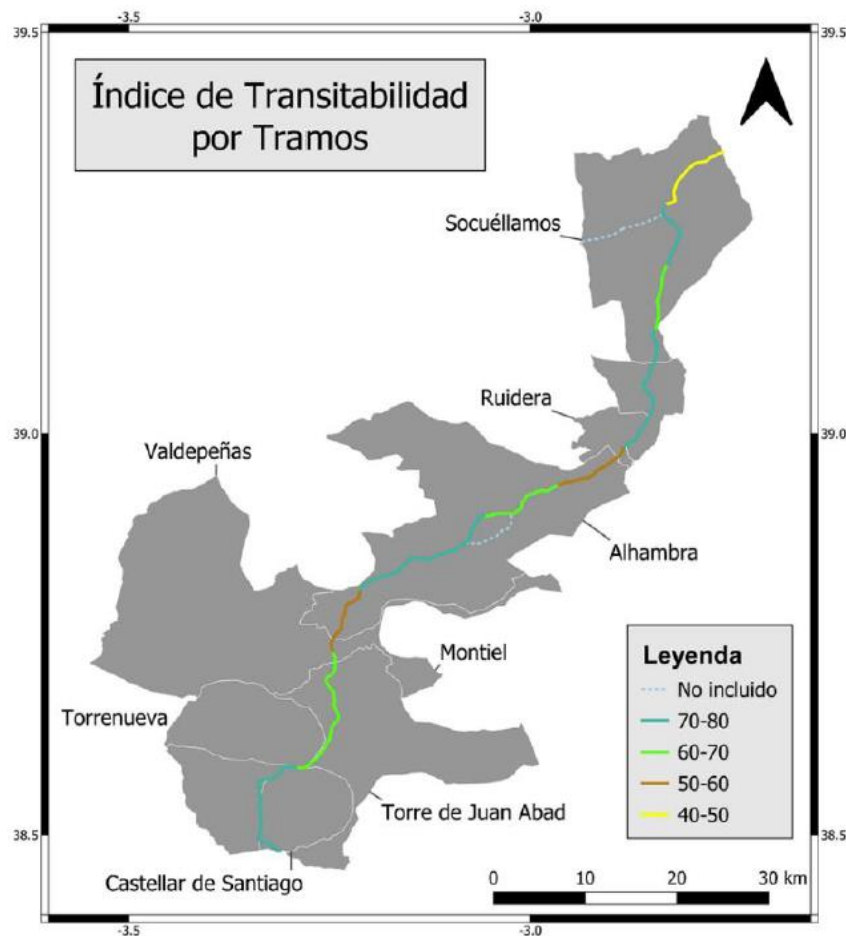 -3.5
-3.0
39.5
39.5
Índice de Transitabilidad
por Tramos
Socuéllamos
Ruidera
39.0
39.0
Valdepeñas
Alhambra
Montiel
Torrenueva
Torre de Juan Abad
Castellar de Santiago
Leyenda
No incluido
70-80
60-70
50-60
40-50
38.5
38.5
0 10 20 30 km
-3.5
-3.0